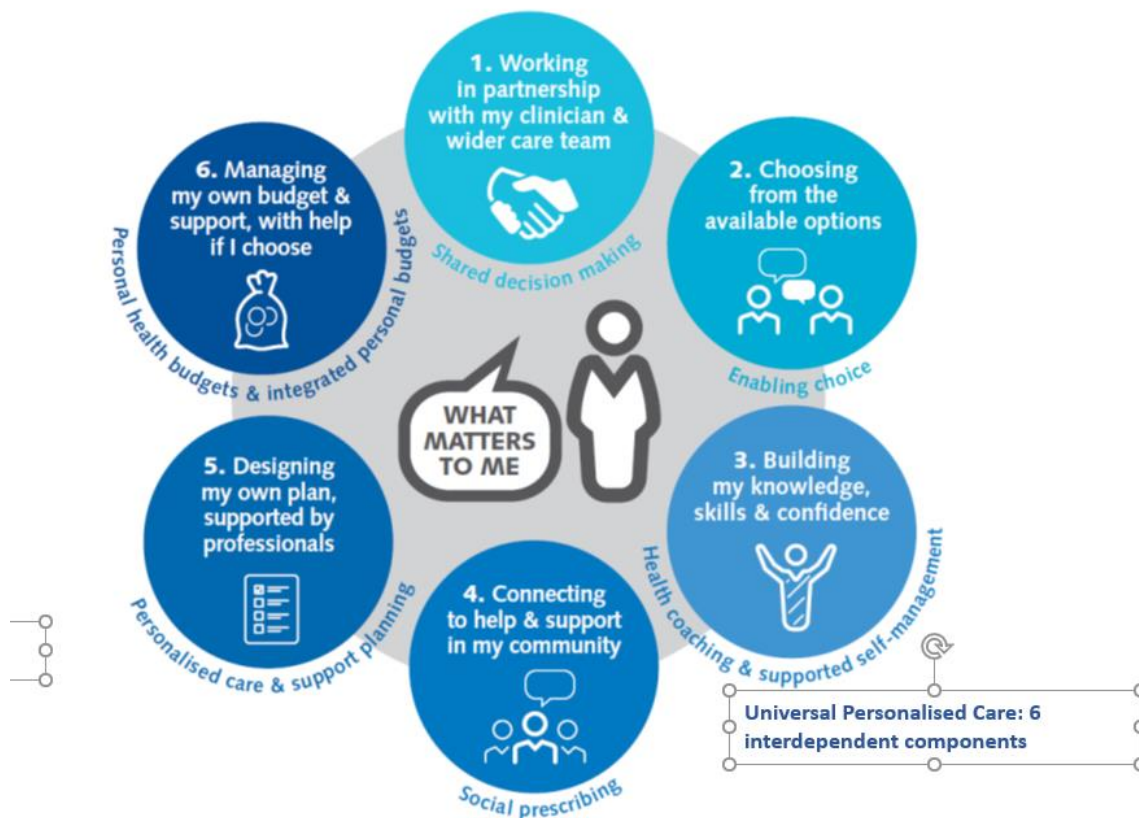 1. Working
in partnership
with my clinician &
wider care team
Shared decision making
2. Choosing
from the
available options
Enabling choice
3. Building
my knowledge,
skills & confidence
Health coaching & supported self-management
4. Connecting
to help & support
in my community
Social prescribing
5. Designing
my own plan,
supported by
professionals
Personalised care & support planning
6. Managing
my own budget &
support, with help
if I choose
Personal health budgets & integrated personal budgets
WHAT
MATTERS
TO ME
Universal Personalised Care: 6
interdependent components